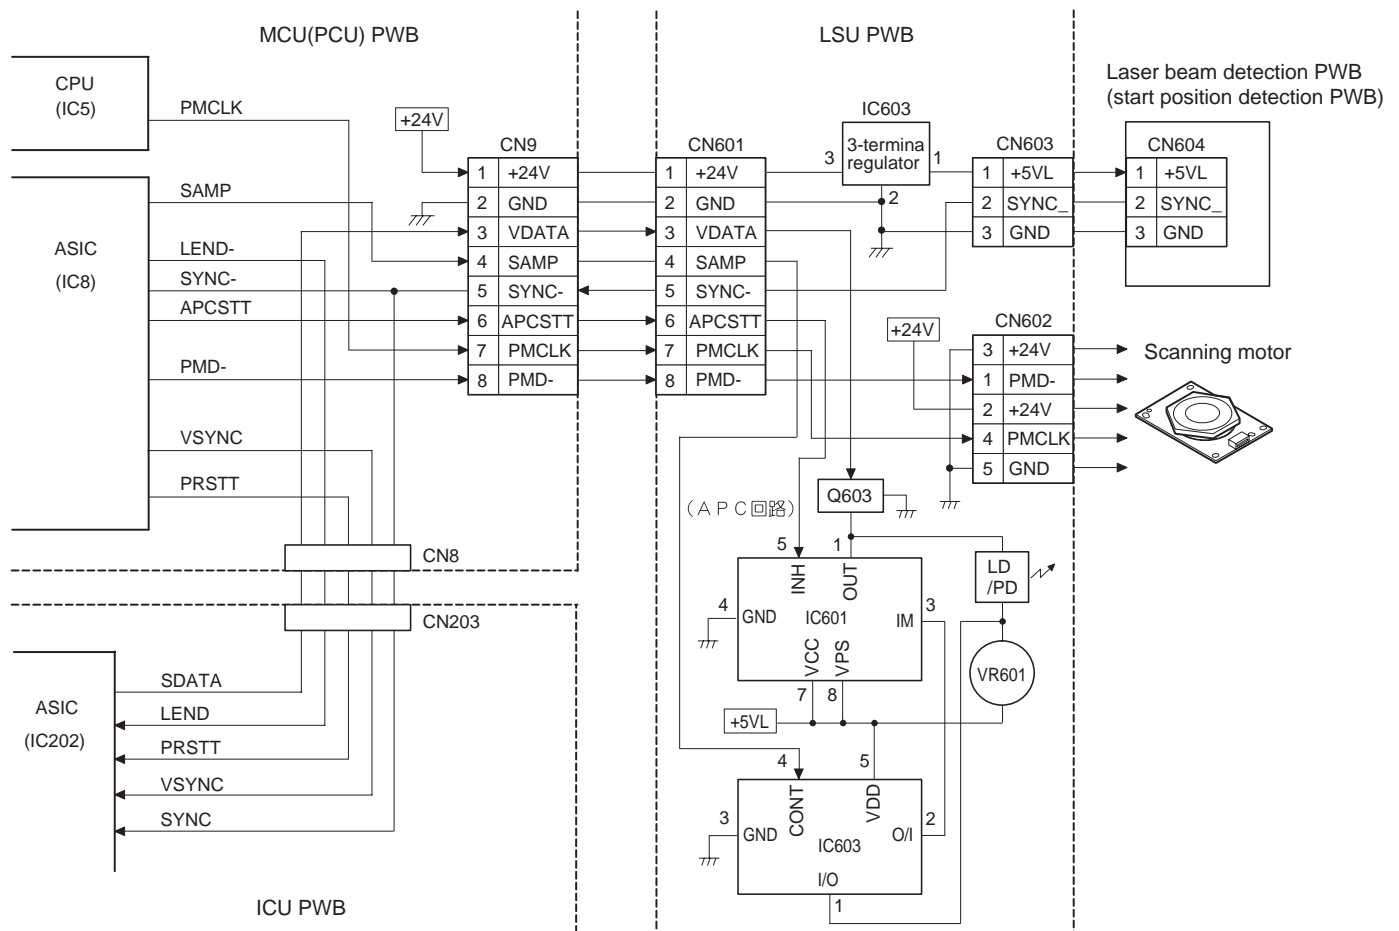 MCU(PCU) PWB
LSU PWB
Laser beam detection PWB
(start position detection PWB)
CPU
(IC5)
PMCLK
+24V
CN9
1 +24V
2 GND
3 VDATA
4 SAMP
5 SYNC-
6 APCSTT
7 PMCLK
8 PMD-
CN601
1 +24V
2 GND
3 VDATA
4 SAMP
5 SYNC-
6 APCSTT
7 PMCLK
8 PMD-
IC603
3-termina
regulator
3
1
2
CN603
1 +5VL
2 SYNC_
3 GND
CN604
1 +5VL
2 SYNC_
3 GND
ASIC
(IC8)
SAMP
LEND-
SYNC-
APCSTT
PMD-
VSYNC
PRSTT
+24V
CN602
3 +24V
1 PMD-
2 +24V
4 PMCLK
5 GND
Scanning motor
(ＡＰＣ回路)
Q603
CN8
CN203
5
1
INH
OUT
4
GND
IC601
IM
3
VCC
VPS
7
8
LD
/PD
VR601
+5VL
4
5
CONT
VDD
3
GND
IC603
O/I
2
I/O
1
ASIC
(IC202)
SDATA
LEND
PRSTT
VSYNC
SYNC
ICU PWB